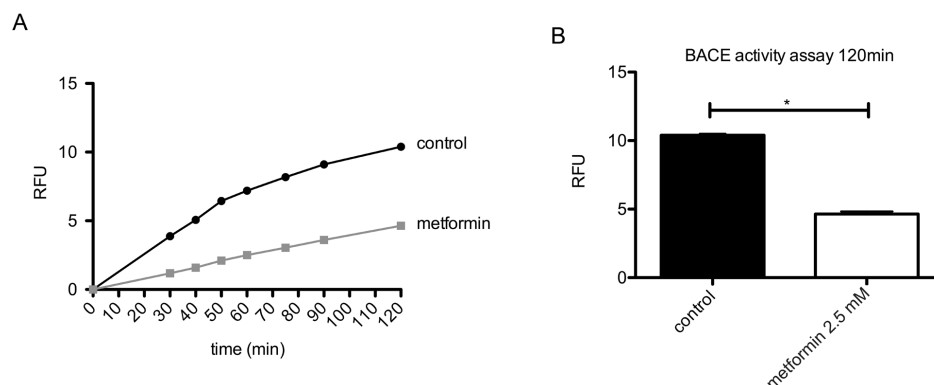 A
15
10
5
0
RFU
control
metformin
0 10 20 30 40 50 60 70 80 90 100 110 120
time (min)
B
BACE activity assay 120min
15
10
5
0
RFU
*
control
metformin 2.5 mM